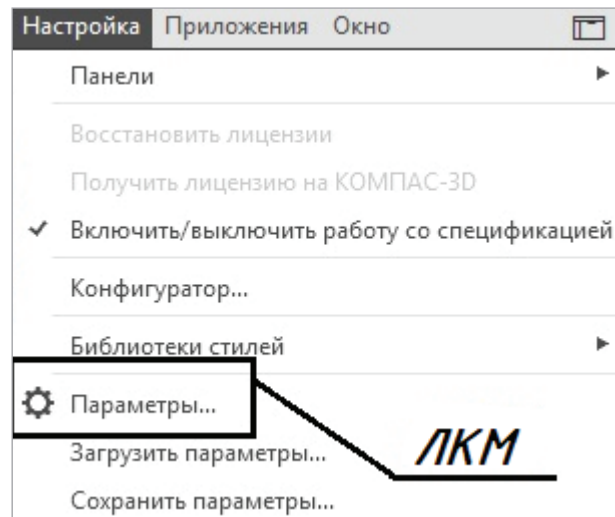 Настройка Приложения Окно
Панели
Восстановить лицензии
Получить лицензию на КОМПАС-3D
Включить/выключить работу со спецификацией
Конфигуратор...
Библиотеки стилей
Параметры...
ЛКМ
Загрузить параметры...
Сохранить параметры...